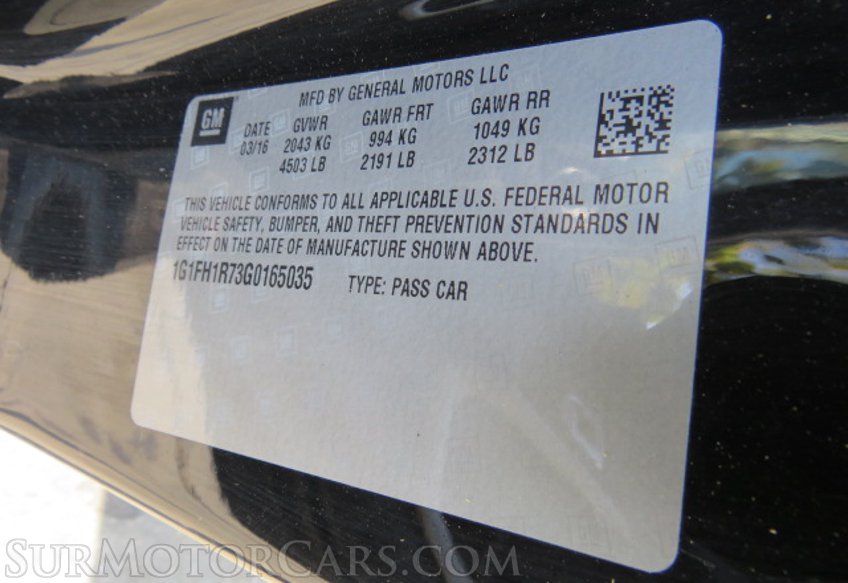 MFD BY GENERAL MOTORS LLC
GM
DATE GVWR GAWR FRT GAWR RR
03/16 2043 KG 994 KG 1049 KG
4503 LB 2191 LB 2312 LB
THIS VEHICLE CONFORMS TO ALL APPLICABLE U.S. FEDERAL MOTOR
VEHICLE SAFETY, BUMPER, AND THEFT PREVENTION STANDARDS IN
EFFECT ON THE DATE OF MANUFACTURE SHOWN ABOVE.
1G1FH1R73G0165035 TYPE: PASS CAR
SURMOTORCARS.COM